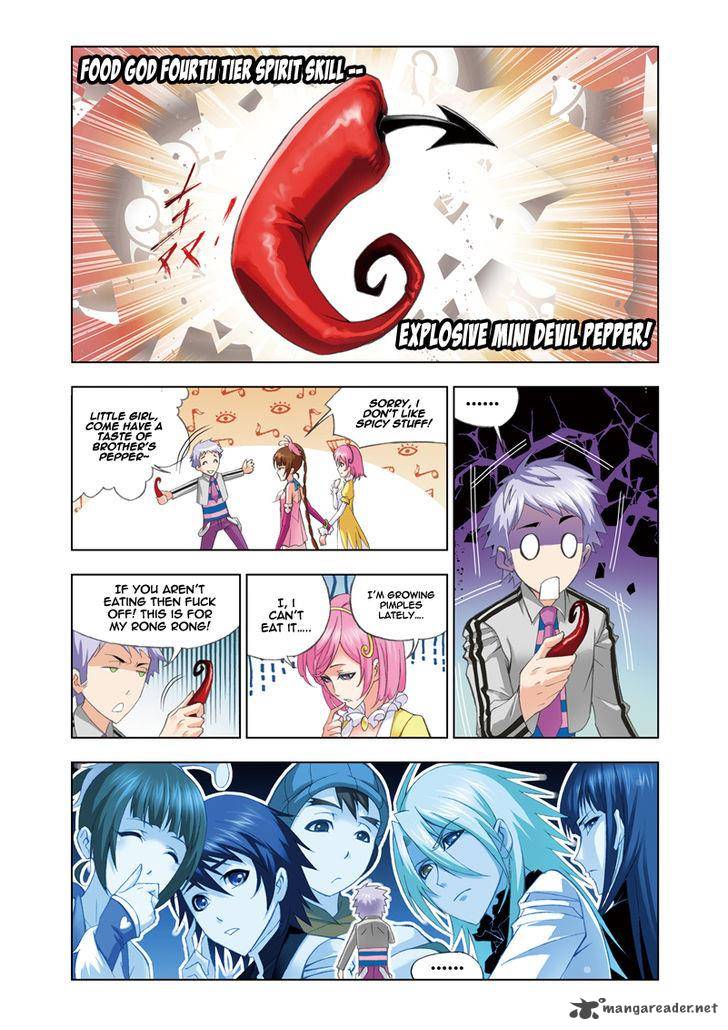 FOOD GOD FOURTH TIER SPIRIT SKILL --
EXPLOSIVE MINI DEVIL PEPPER!
LITTLE GIRL,
COME HAVE A
TASTE OF
BROTHER'S
PEPPER~
SORRY, I
DON'T LIKE
SPICY STUFF!
......
IF YOU AREN'T
EATING THEN FUCK
OFF! THIS IS FOR
MY RONG RONG!
I, I
CAN'T
EAT IT.....
I'M GROWING
PIMPLES
LATELY....
......
mangareader.net